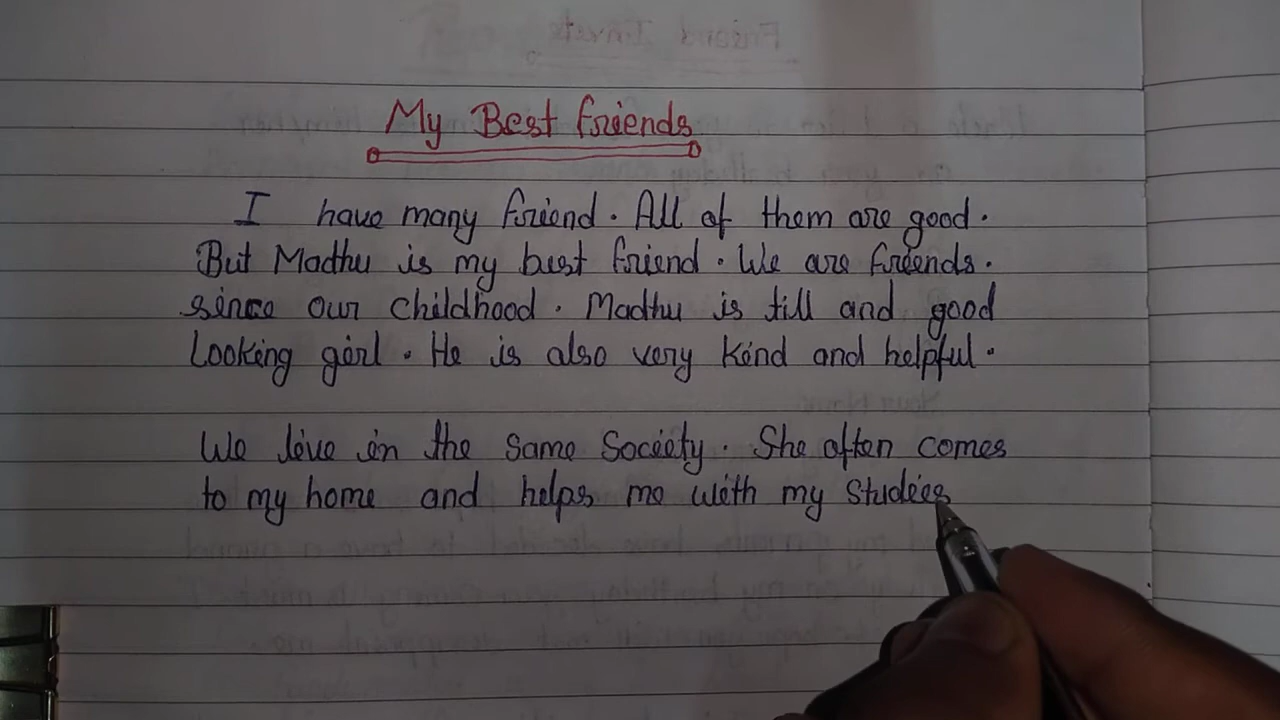 My Best Friends
I have many friend. All of them are good.
But Madhu is my best friend. We are friends.
since our childhood. Madhu is till and good
looking girl. He is also very kind and helpful.
We live in the same society. She often comes
to my home and helps me with my studies